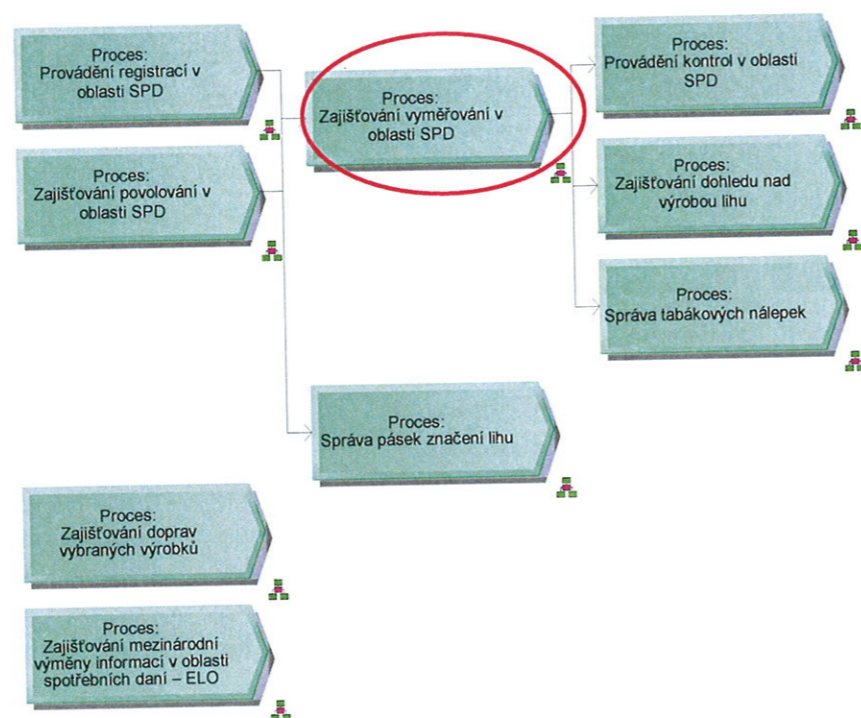 Proces:
Provádění registrací v
oblasti SPD
Proces:
Zajišťování povolování v
oblasti SPD
Proces:
Zajišťování vyměřování v
oblasti SPD
Proces:
Provádění kontrol v oblasti
SPD
Proces:
Zajišťování dohledu nad
výrobou lihu
Proces:
Správa tabákových nálepek
Proces:
Správa pásek značení lihu
Proces:
Zajišťování doprav
vybraných výrobků
Proces:
Zajišťování mezinárodní
výměny informací v oblasti
spotřebních daní – ELO